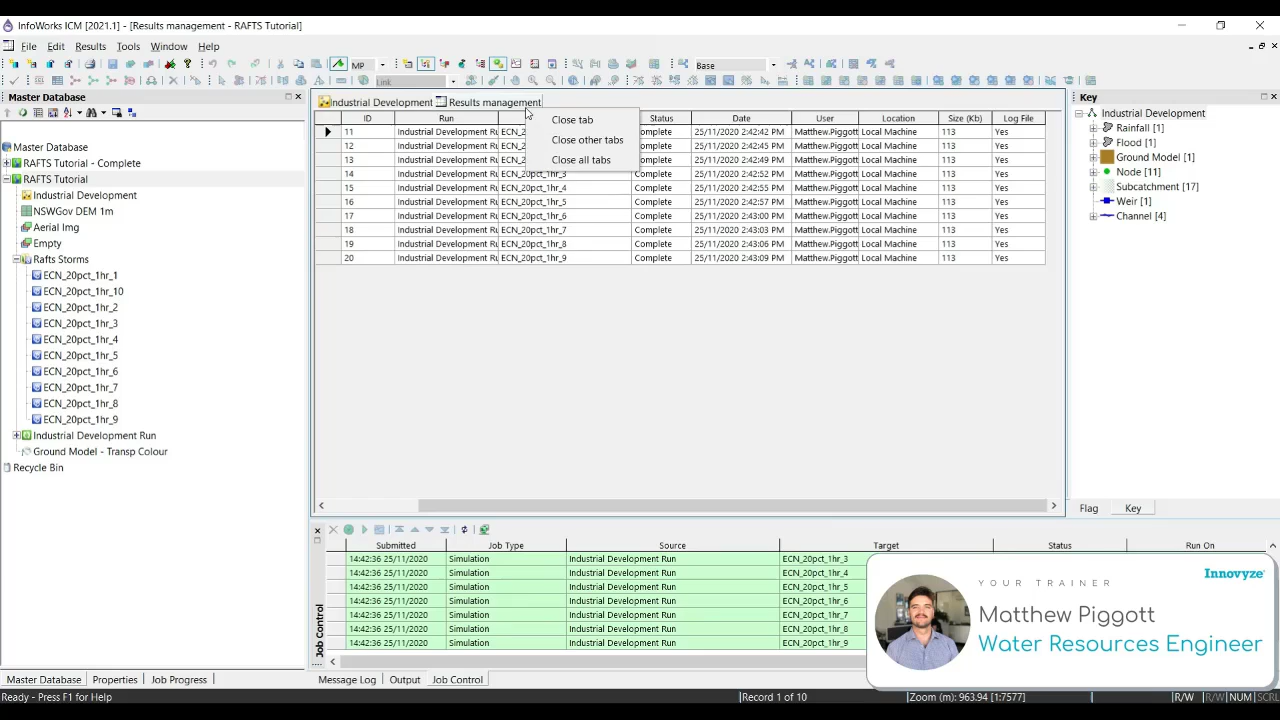 InfoWorks ICM [2021.1] - [Results management - RAFTS Tutorial]
File Edit Results Tools Window Help
MP Base
Link
Master Database
Master Database
RAFTS Tutorial - Complete
RAFTS Tutorial
Industrial Development
NSWGov DEM 1m
Aerial Img
Empty
Rafts Storms
ECN_20pct_1hr_1
ECN_20pct_1hr_10
ECN_20pct_1hr_2
ECN_20pct_1hr_3
ECN_20pct_1hr_4
ECN_20pct_1hr_5
ECN_20pct_1hr_6
ECN_20pct_1hr_7
ECN_20pct_1hr_8
ECN_20pct_1hr_9
Industrial Development Run
Ground Model - Transp Colour
Recycle Bin
Master Database Properties Job Progress
Industrial Development Results management
Close tab
Close other tabs
Close all tabs
ID Run Status Date User Location Size (Kb) Log File
11 Industrial Development Ru ECN_2 omplete 25/11/2020 2:42:42 PM Matthew.Piggott Local Machine 113 Yes
12 Industrial Development Ru ECN_2 omplete 25/11/2020 2:42:45 PM Matthew.Piggott Local Machine 113 Yes
13 Industrial Development Ru ECN_2 omplete 25/11/2020 2:42:49 PM Matthew.Piggott Local Machine 113 Yes
14 Industrial Development Ru ECN_20pct_1hr_3 Complete 25/11/2020 2:42:52 PM Matthew.Piggott Local Machine 113 Yes
15 Industrial Development Ru ECN_20pct_1hr_4 Complete 25/11/2020 2:42:55 PM Matthew.Piggott Local Machine 113 Yes
16 Industrial Development Ru ECN_20pct_1hr_5 Complete 25/11/2020 2:42:57 PM Matthew.Piggott Local Machine 113 Yes
17 Industrial Development Ru ECN_20pct_1hr_6 Complete 25/11/2020 2:43:00 PM Matthew.Piggott Local Machine 113 Yes
18 Industrial Development Ru ECN_20pct_1hr_7 Complete 25/11/2020 2:43:03 PM Matthew.Piggott Local Machine 113 Yes
19 Industrial Development Ru ECN_20pct_1hr_8 Complete 25/11/2020 2:43:06 PM Matthew.Piggott Local Machine 113 Yes
20 Industrial Development Ru ECN_20pct_1hr_9 Complete 25/11/2020 2:43:09 PM Matthew.Piggott Local Machine 113 Yes
Key
Industrial Development
Rainfall [1]
Flood [1]
Ground Model [1]
Node [11]
Subcatchment [17]
Weir [1]
Channel [4]
Flag Key
Job Control
Submitted Job Type Source Target Status Run On
14:42:36 25/11/2020 Simulation Industrial Development Run ECN_20pct_1hr_3
14:42:36 25/11/2020 Simulation Industrial Development Run ECN_20pct_1hr_4
14:42:36 25/11/2020 Simulation Industrial Development Run ECN_20pct_1hr_5
14:42:36 25/11/2020 Simulation Industrial Development Run ECN_20pct_1hr_6
14:42:36 25/11/2020 Simulation Industrial Development Run ECN_20pct_1hr_7
14:42:36 25/11/2020 Simulation Industrial Development Run ECN_20pct_1hr_8
14:42:36 25/11/2020 Simulation Industrial Development Run ECN_20pct_1hr_9
Message Log Output Job Control
Innovyze
YOUR TRAINER
Matthew Piggott
Water Resources Engineer
Ready - Press F1 for Help Record 1 of 10 Zoom (m): 963.94 [1:7577] R/W R/W NUM SCRL